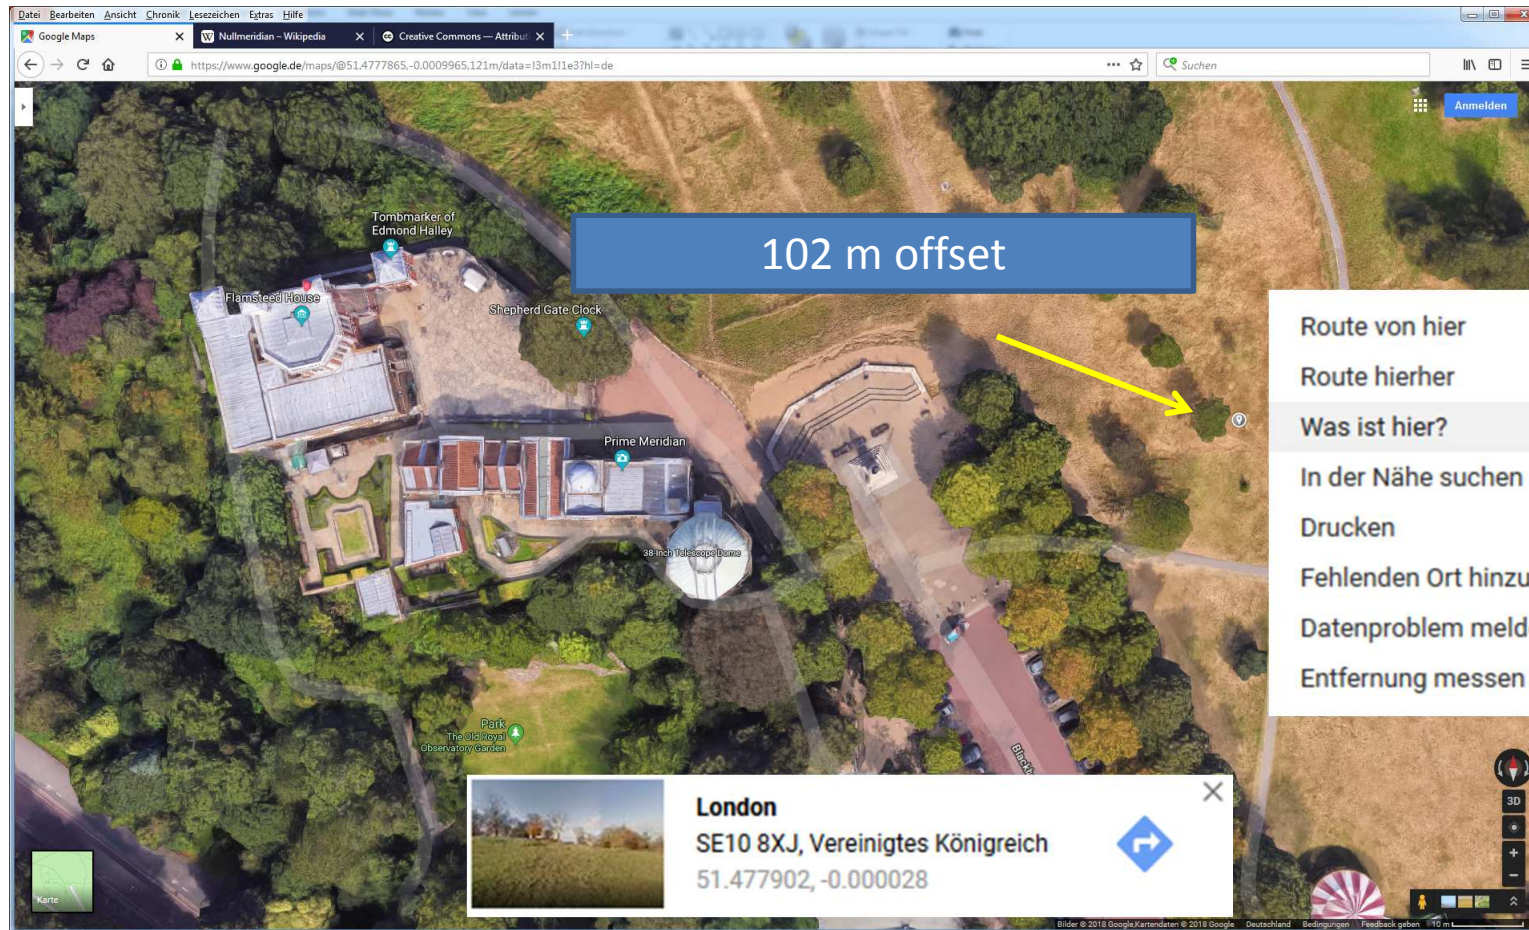 Datei Bearbeiten Ansicht Chronik Lesezeichen Extras Hilfe
Google Maps
Nullmeridian – Wikipedia
Creative Commons — Attribut
https://www.google.de/maps/@51.4777865,-0.0009965,121m/data=!3m1!1e3?hl=de
Suchen
Anmelden
Tombmarker of
Edmond Halley
102 m offset
Flamsteed House
Shepherd Gate Clock
Route von hier
Route hierher
Was ist hier?
Prime Meridian
In der Nähe suchen
Drucken
38-Inch Telescope Dome
Fehlenden Ort hinzu
Datenproblem meld
Entfernung messen
Park
The Old Royal
Observatory Garden
Blackh
London
SE10 8XJ, Vereinigtes Königreich
51.477902, -0.000028
3D
Karte
Bilder © 2018 Google,Kartendaten © 2018 Google Deutschland Bedingungen Feedback geben 10 m